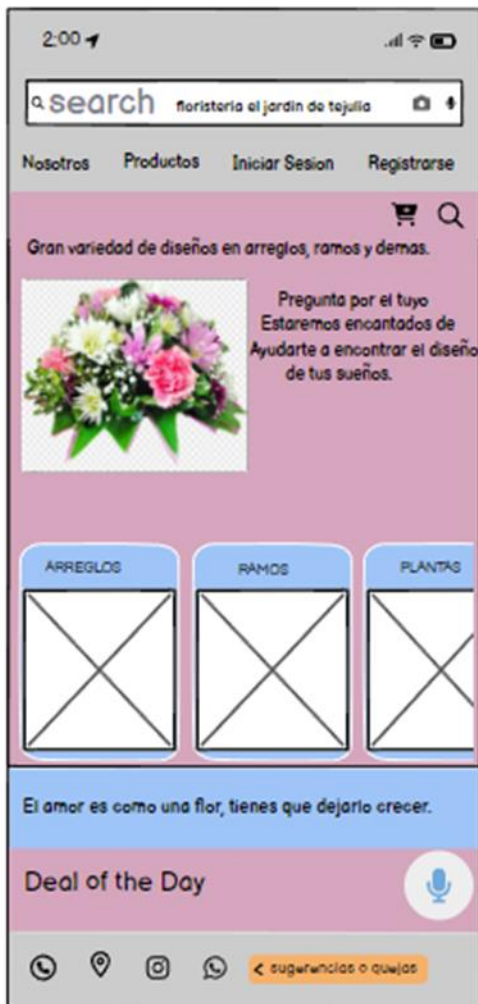 2:00
search floristeria el jardin de tejulia
Nosotros Productos Iniciar Sesion Registrarse
Gran variedad de diseños en arreglos, ramos y demas.
Pregunta por el tuyo
Estaremos encantados de
Ayudarte a encontrar el diseño
de tus sueños.
ARREGLOS RAMOS PLANTAS
El amor es como una flor, tienes que dejarlo crecer.
Deal of the Day
< sugerencias o quejas